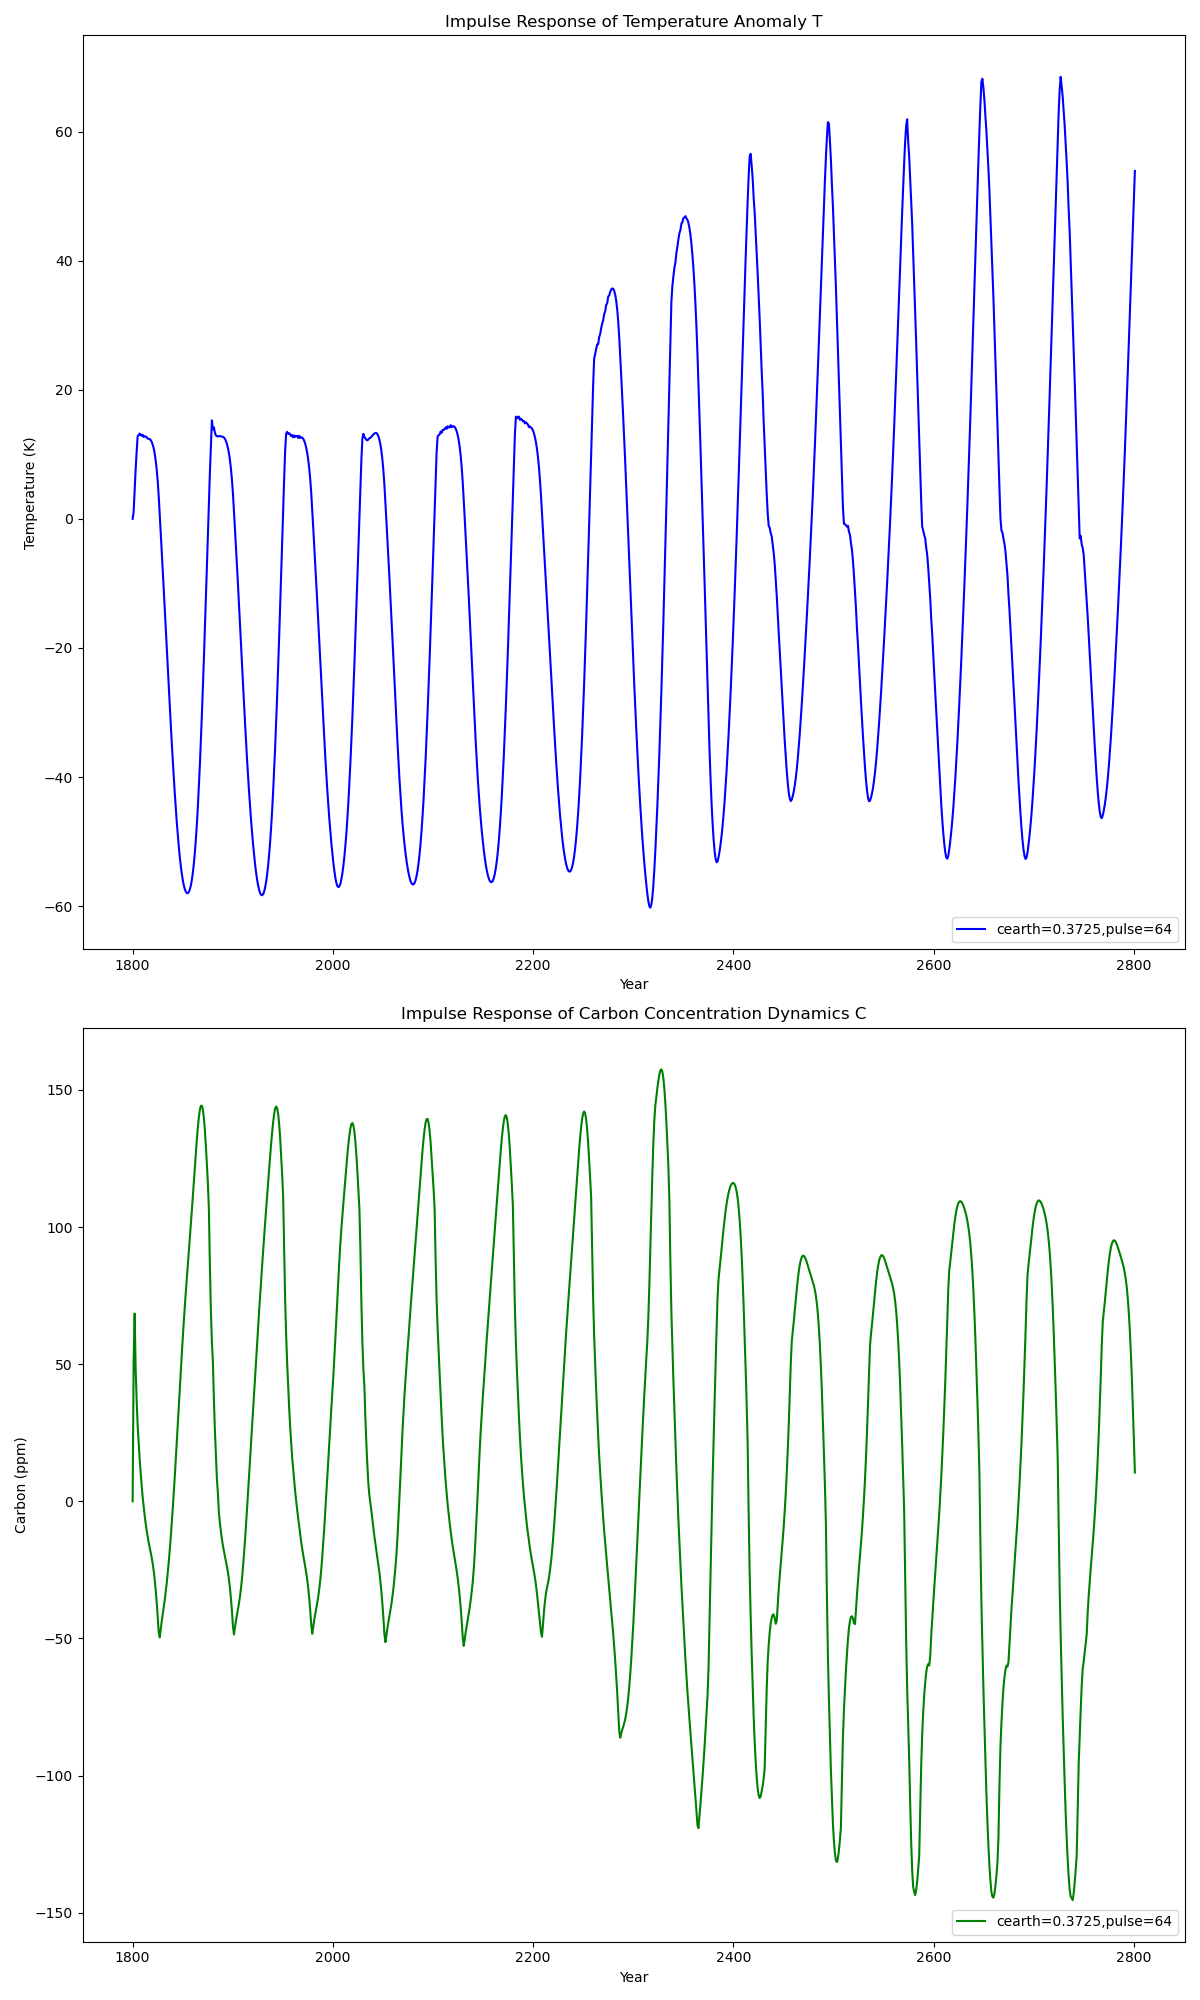 Impulse Response of Temperature Anomaly T
60
40
20
0
−20
−40
−60
Temperature (K)
cearth=0.3725,pulse=64
1800 2000 2200 2400 2600 2800
Year
Impulse Response of Carbon Concentration Dynamics C
150
100
50
0
−50
−100
−150
Carbon (ppm)
cearth=0.3725,pulse=64
1800 2000 2200 2400 2600 2800
Year